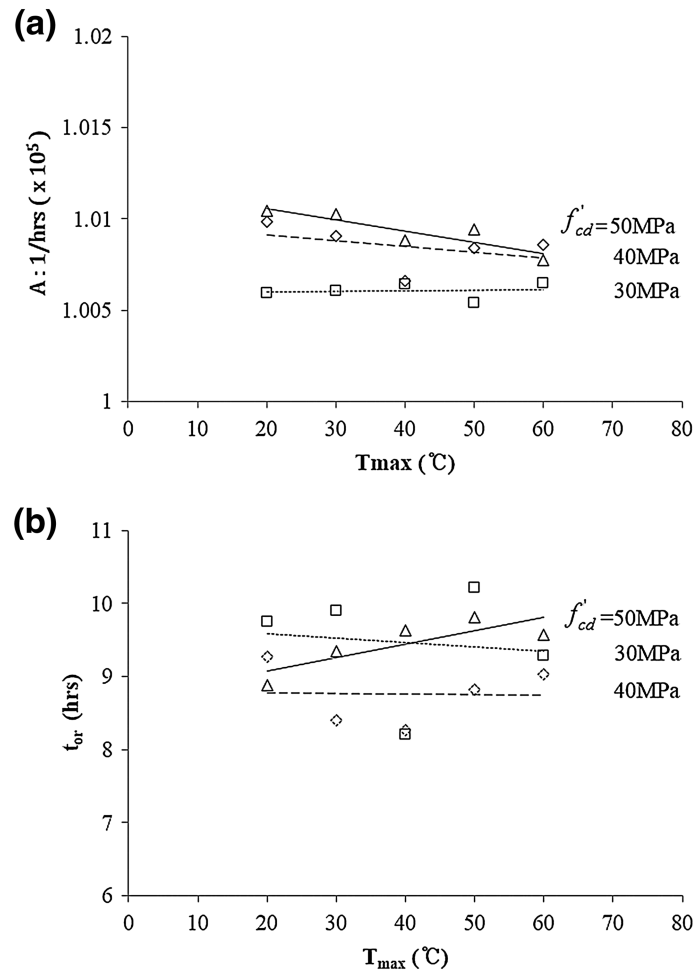 (a)
1.02
1.015
1.01
1.005
1
A : 1/hrs ( x 10⁵)
f'cd=50MPa
40MPa
30MPa
0 10 20 30 40 50 60 70 80
Tmax (℃)
(b)
11
10
9
8
7
6
tor (hrs)
f'cd=50MPa
30MPa
40MPa
0 10 20 30 40 50 60 70 80
Tmax (℃)